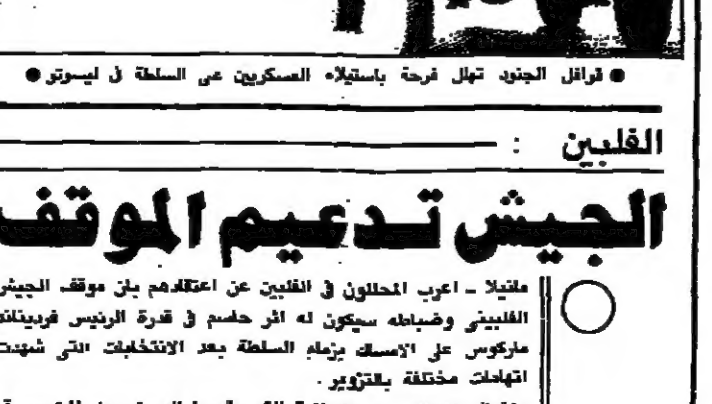 ● قوافل الجنود تهلل فرحة باستيلاء العسكريين عى السلطة في ليسوتو ●
الفلبين :
الجيش تدعيم الموقف
مانيلا - اعرب المحللون في الفلبين عن اعتقادهم بان موقف الجيش
الفلبيني وضباطه سيكون له اثر حاسم في قدرة الرئيس فرديناند
ماركوس على الامساك بزمام السلطة بعد الانتخابات التي شهدت
اتهامات مختلفة بالتزوير .